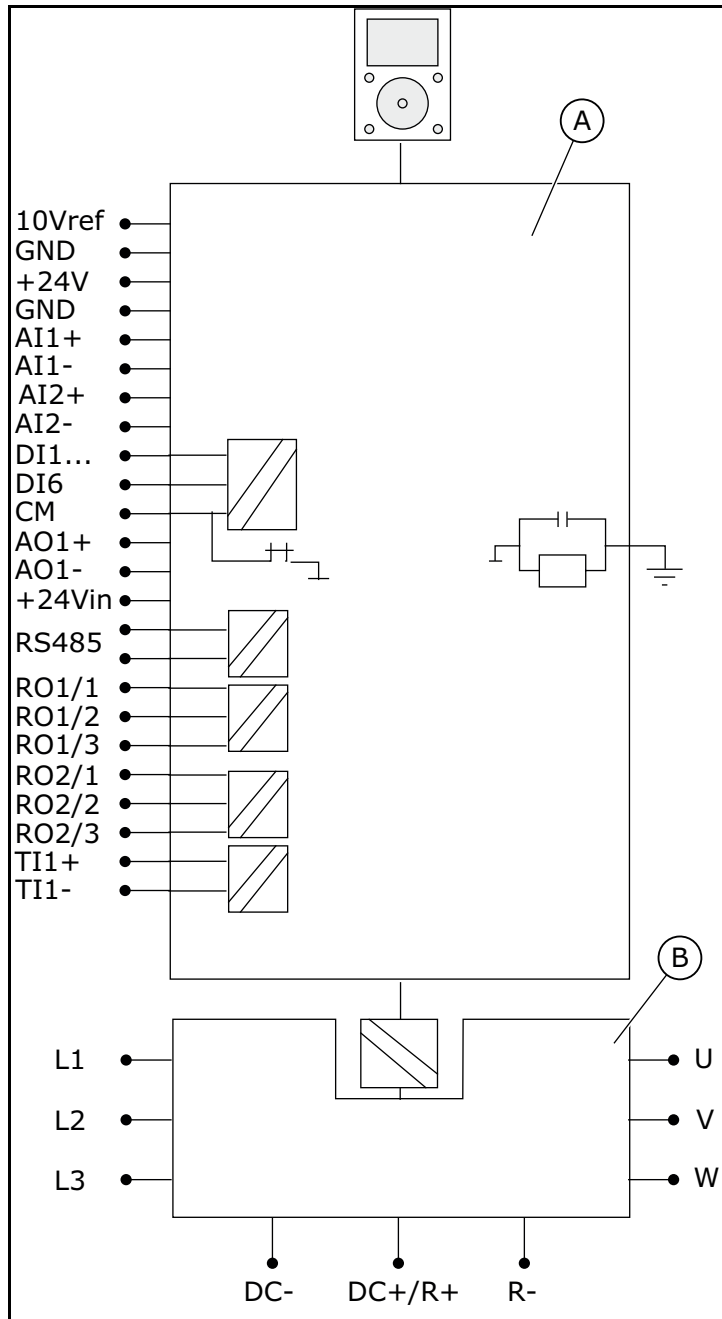 A
10Vref
GND
+24V
GND
AI1+
AI1-
AI2+
AI2-
DI1...
DI6
CM
AO1+
AO1-
+24Vin
RS485
RO1/1
RO1/2
RO1/3
RO2/1
RO2/2
RO2/3
TI1+
TI1-
B
L1
U
L2
V
L3
W
DC-
DC+/R+
R-